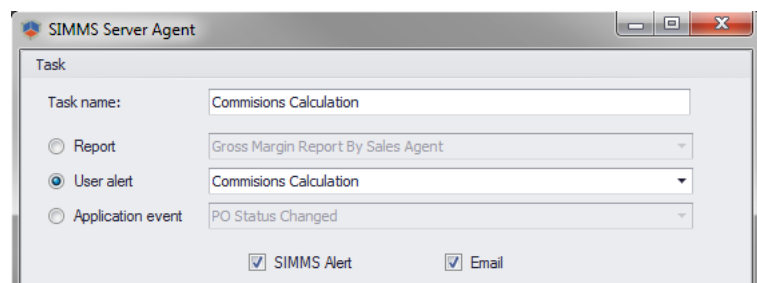 SIMMS Server Agent
Task
Task name: Commisions Calculation
Report Gross Margin Report By Sales Agent
User alert Commisions Calculation
Application event PO Status Changed
SIMMS Alert Email